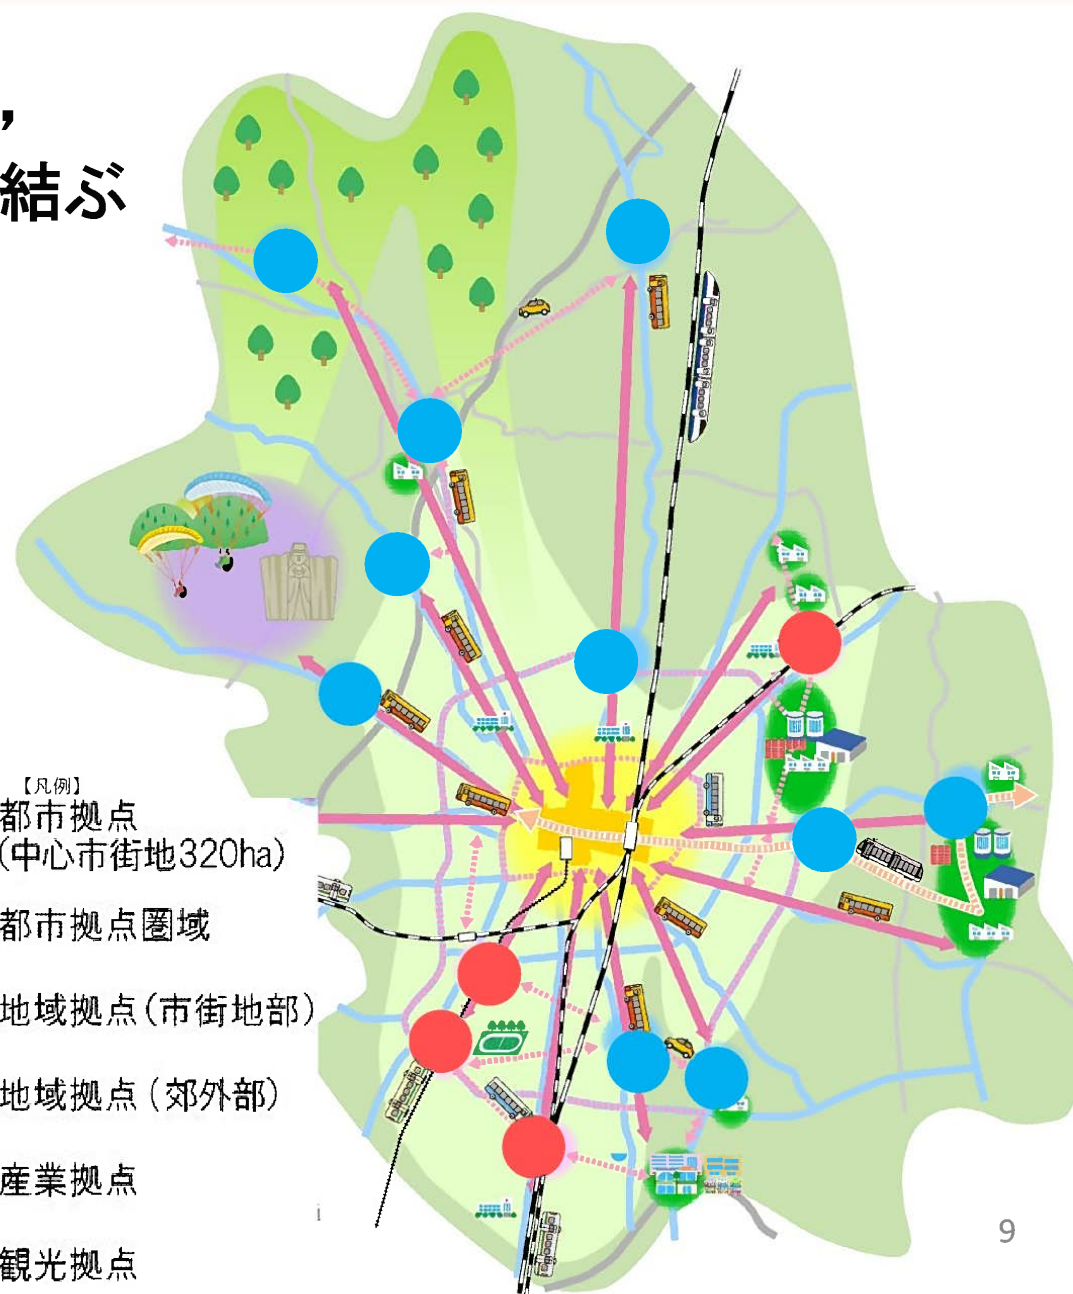 ，
結ぶ
【凡例】
都市拠点
(中心市街地320ha)
都市拠点圏域
地域拠点(市街地部)
地域拠点(郊外部)
産業拠点
i
観光拠点
9